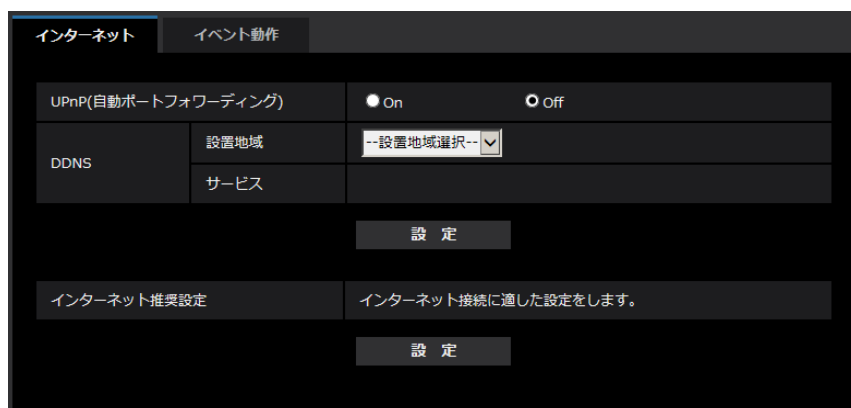 インターネット イベント動作
UPnP(自動ポートフォワーディング) On Off
DDNS 設置地域 --設置地域選択--
サービス
設 定
インターネット推奨設定 インターネット接続に適した設定をします。
設 定